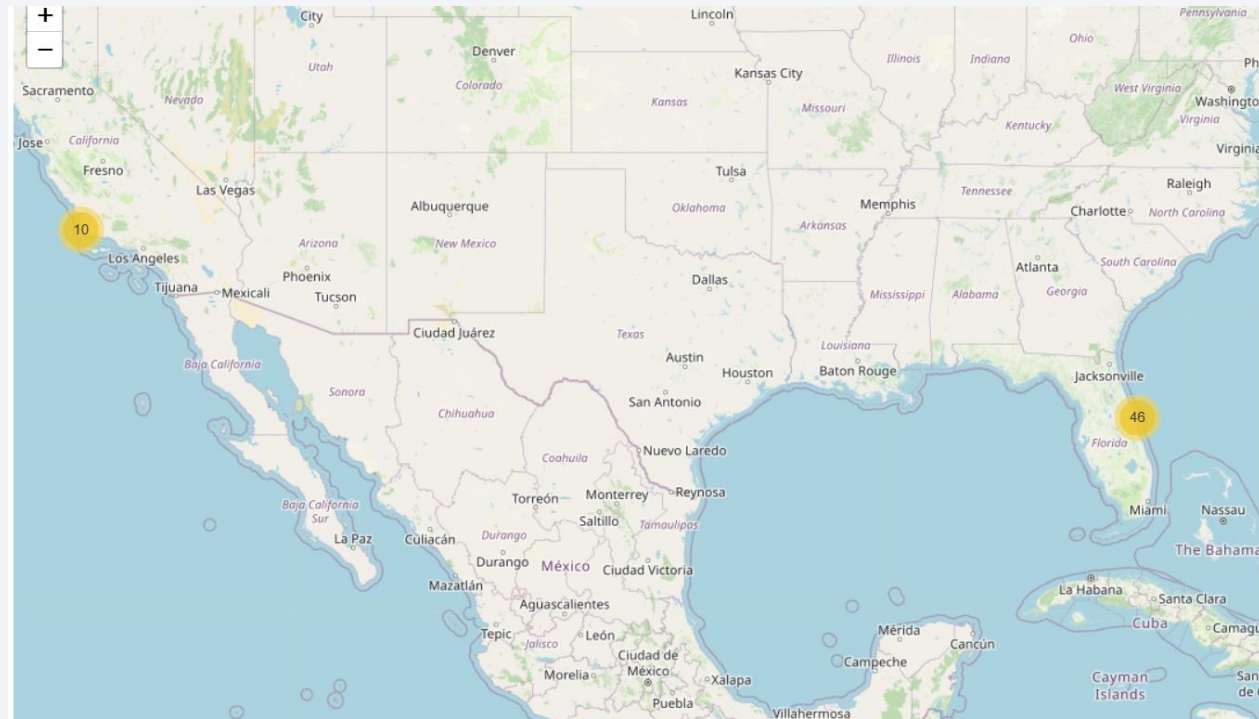 +
−
City
Lincoln
Pennsylvania
Denver
Ohio
Utah
Illinois
Indiana
Kansas City
Colorado
Sacramento
West Virginia
Nevada
Kansas
Missouri
Washingto
Virginia
Kentucky
Jose
California
Virginia
Fresno
Tulsa
Las Vegas
Tennessee
Raleigh
Albuquerque
Oklahoma
Memphis
Charlotte
North Carolina
10
Arkansas
Arizona
New Mexico
Los Angeles
South Carolina
Phoenix
Dallas
Atlanta
Tijuana
Mexicali
Tucson
Mississippi
Alabama
Georgia
Ciudad Juárez
Texas
Louisiana
Austin
Baja California
Houston
Baton Rouge
Jacksonville
Sonora
San Antonio
Chihuahua
46
Florida
Nuevo Laredo
Coahuila
Torreón
Monterrey
Reynosa
Baja California
Sur
Miami
Nassau
Saltillo
Tamaulipas
La Paz
Culiacán
Durango
The Bahama
Durango
México
Ciudad Victoria
Mazatlán
La Habana
Santa Clara
Aguascalientes
Cuba
Camagu
Tepic
León
Mérida
Jalisco
Cancún
Ciudad de
México
Campeche
Morelia
Xalapa
Cayman
Islands
San
de
Puebla
Villahermosa